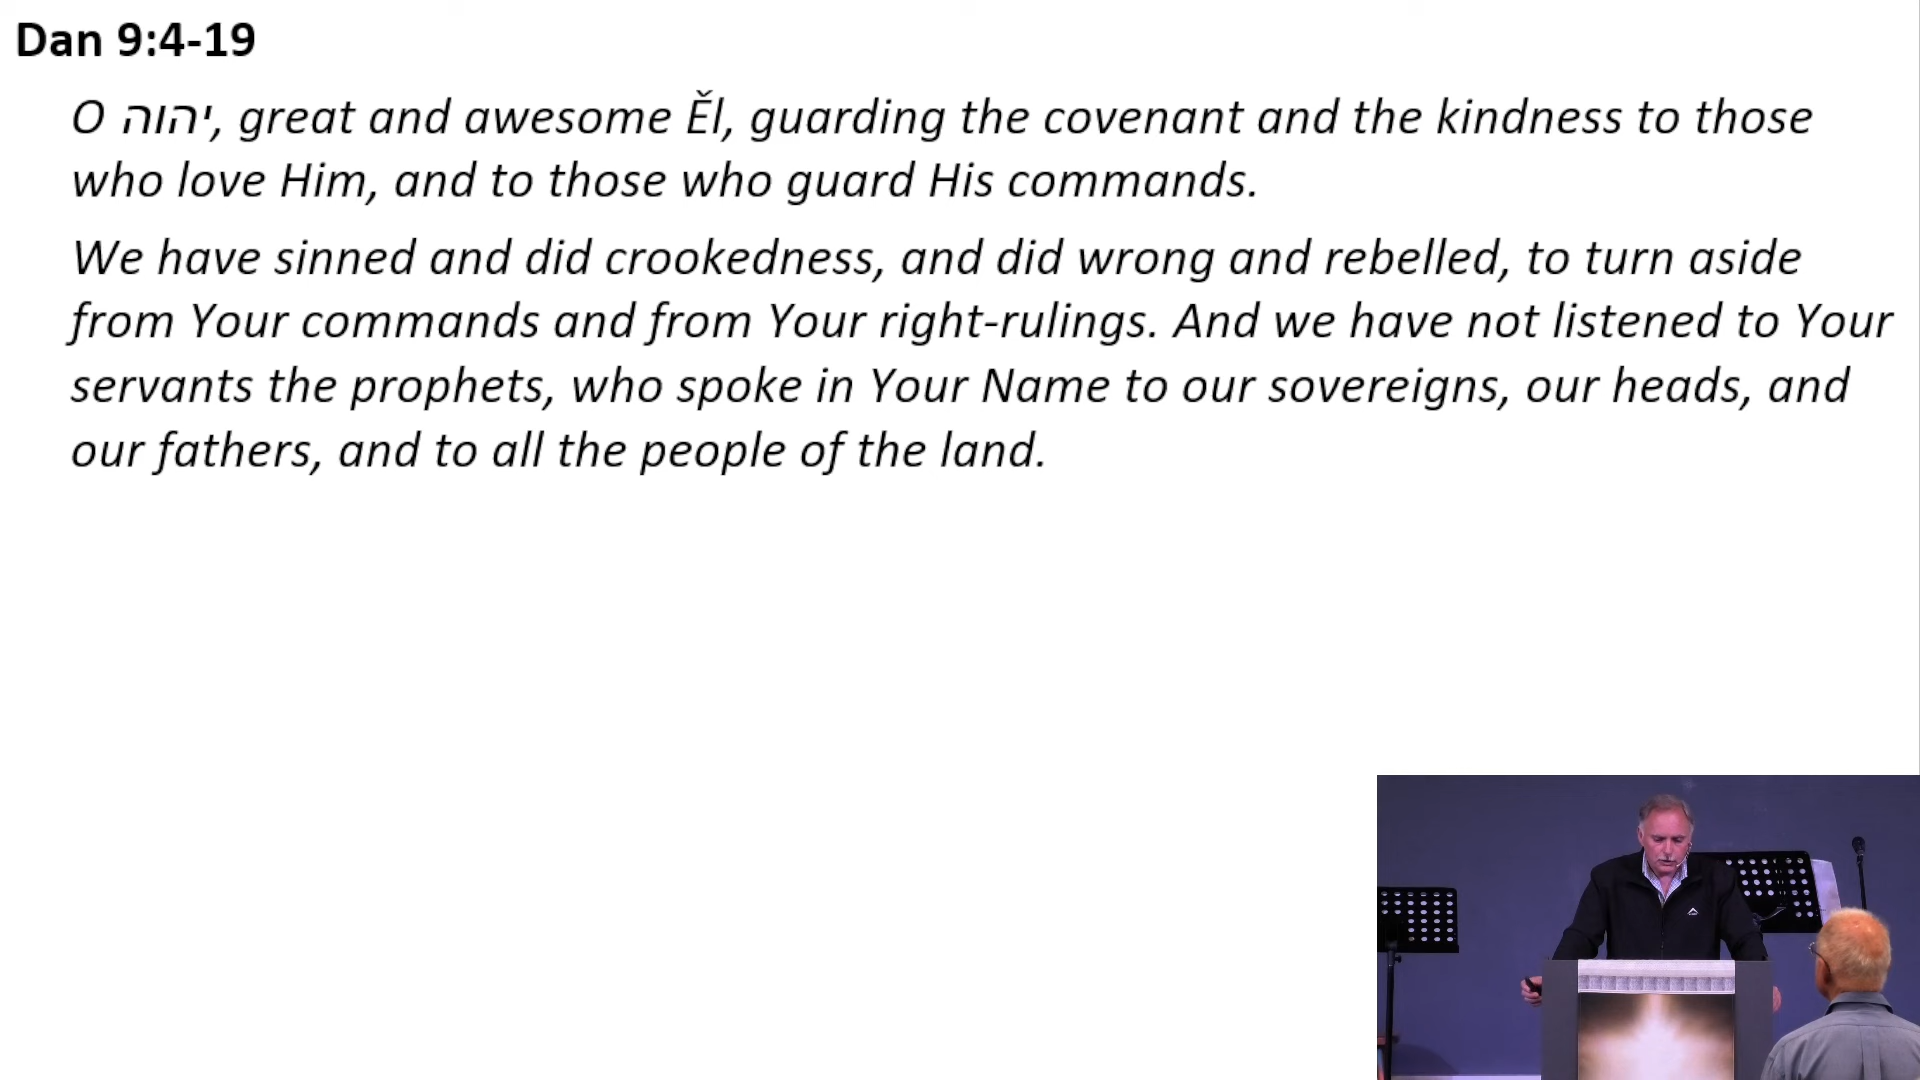 Dan 9:4-19
O יהוה, great and awesome Ěl, guarding the covenant and the kindness to those
who love Him, and to those who guard His commands.
We have sinned and did crookedness, and did wrong and rebelled, to turn aside
from Your commands and from Your right-rulings. And we have not listened to Your
servants the prophets, who spoke in Your Name to our sovereigns, our heads, and
our fathers, and to all the people of the land.